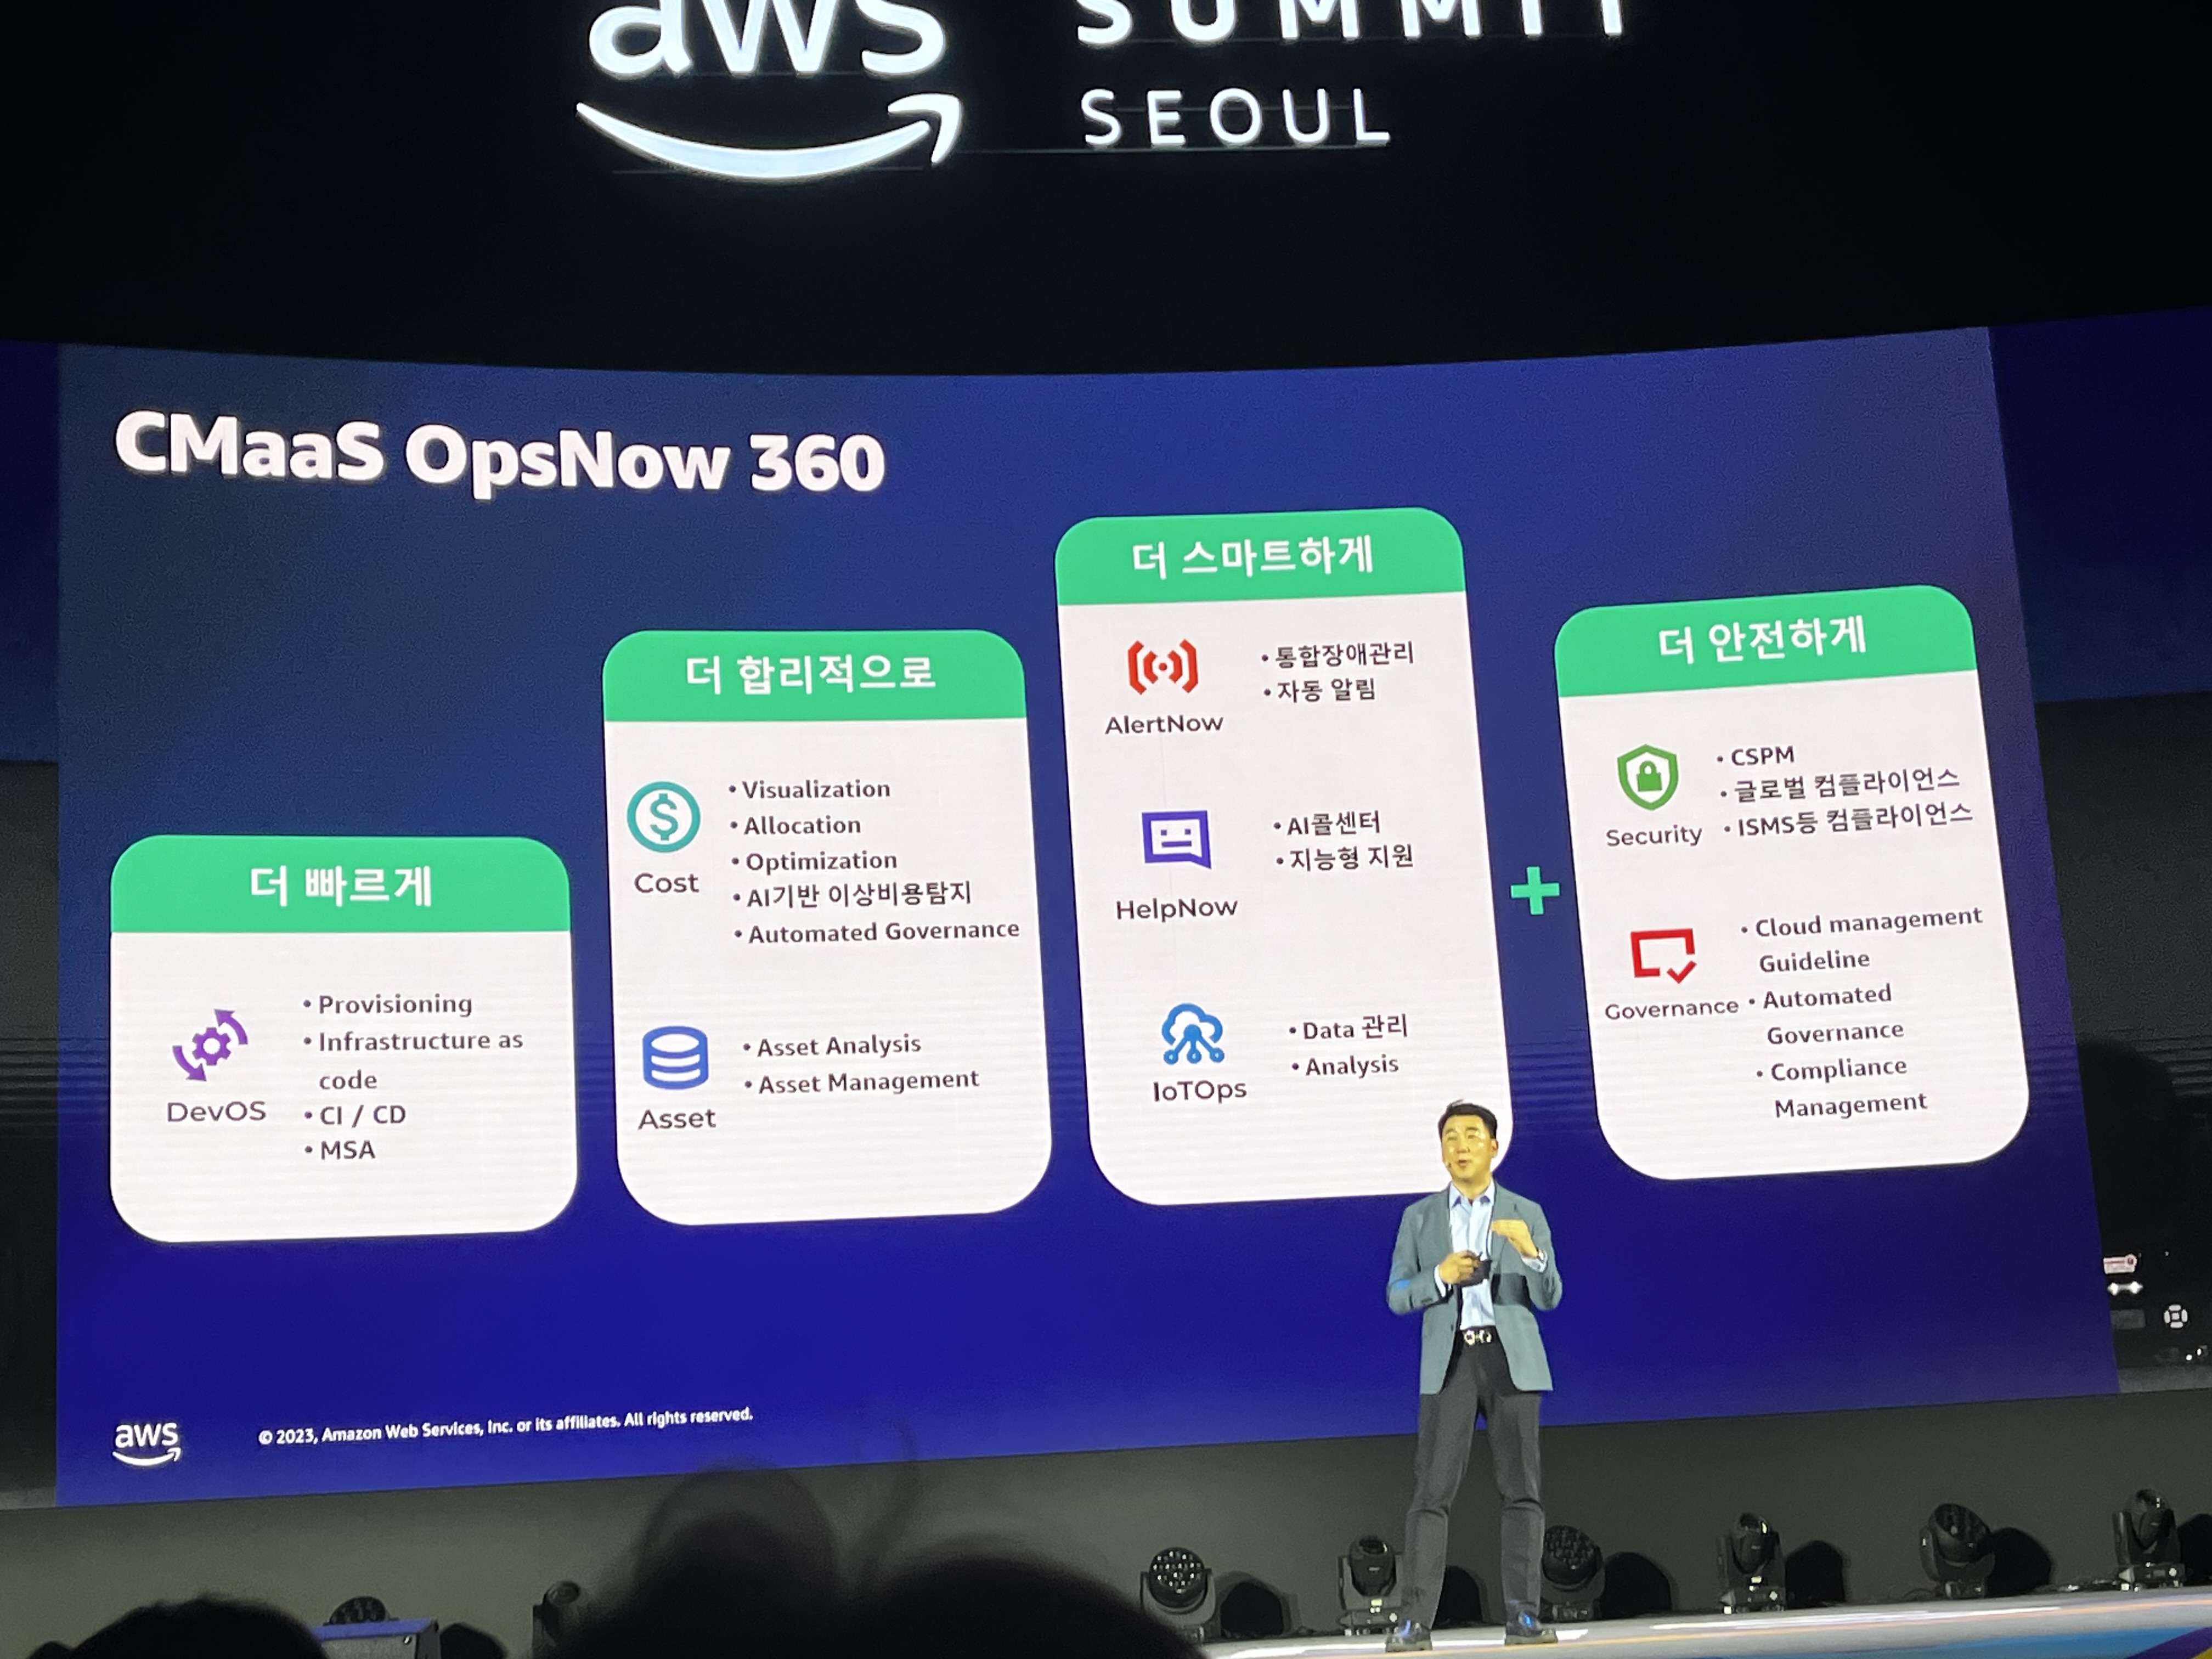 aws SUMMIT
SEOUL
CMaaS OpsNow 360
더 빠르게
DevOS
• Provisioning
• Infrastructure as
code
• CI / CD
• MSA
더 합리적으로
Cost
• Visualization
• Allocation
• Optimization
• AI기반 이상비용탐지
• Automated Governance
Asset
• Asset Analysis
• Asset Management
더 스마트하게
AlertNow
• 통합장애관리
• 자동 알림
HelpNow
• AI콜센터
• 지능형 지원
IoTOps
• Data 관리
• Analysis
+
더 안전하게
Security
• CSPM
• 글로벌 컴플라이언스
• ISMS등 컴플라이언스
Governance
• Cloud management
Guideline
• Automated
Governance
• Compliance
Management
aws
© 2023, Amazon Web Services, Inc. or its affiliates. All rights reserved.